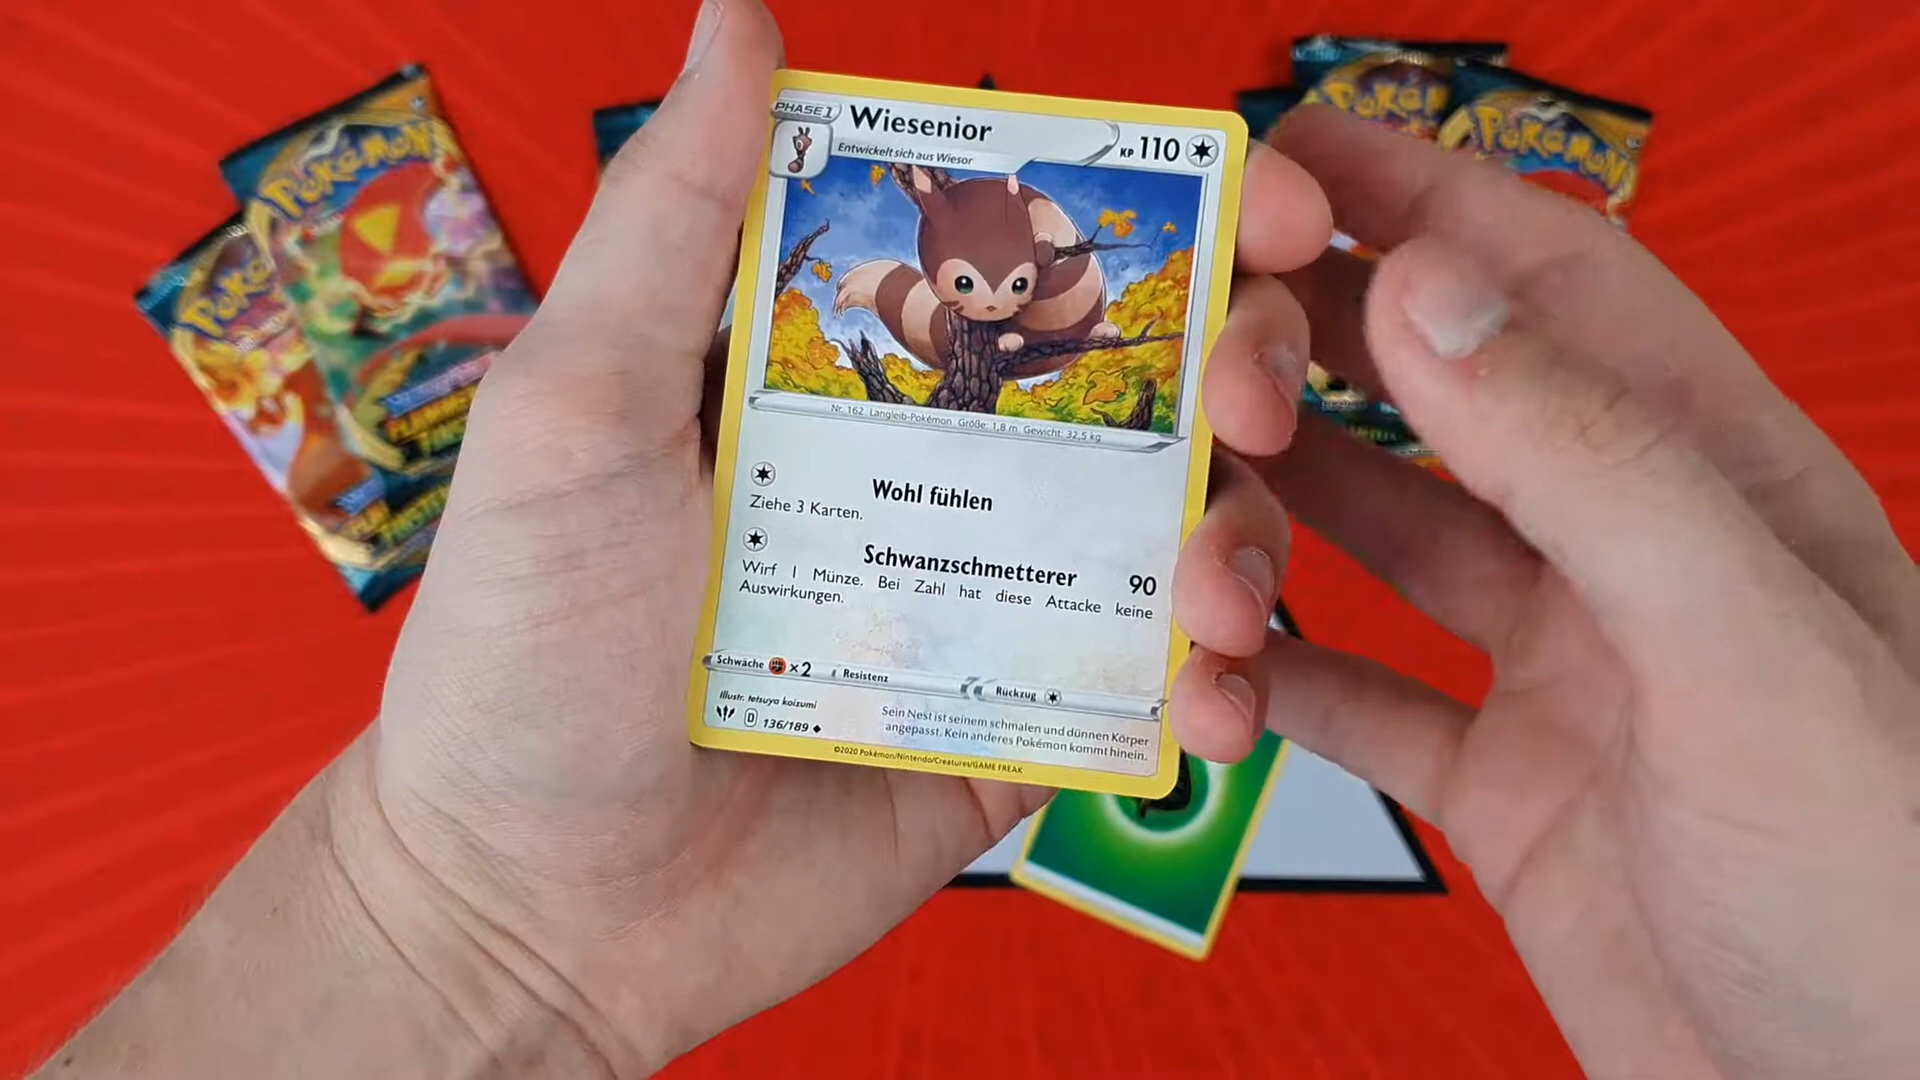 Pokémon
Pokémon
Pokémon
PHASE 1
Wiesenior
Entwickelt sich aus Wiesor
KP 110
Nr. 162 Langleib-Pokémon Größe: 1,8 m Gewicht: 32,5 kg
Wohl fühlen
Ziehe 3 Karten.
Schwanzschmetterer 90
Wirf 1 Münze. Bei Zahl hat diese Attacke keine
Auswirkungen.
Schwäche ×2 Resistenz Rückzug
Illustr. tetsuya koizumi
D 136/189
Sein Nest ist seinem schmalen und dünnen Körper
angepasst. Kein anderes Pokémon kommt hinein.
©2020 Pokémon/Nintendo/Creatures/GAME FREAK